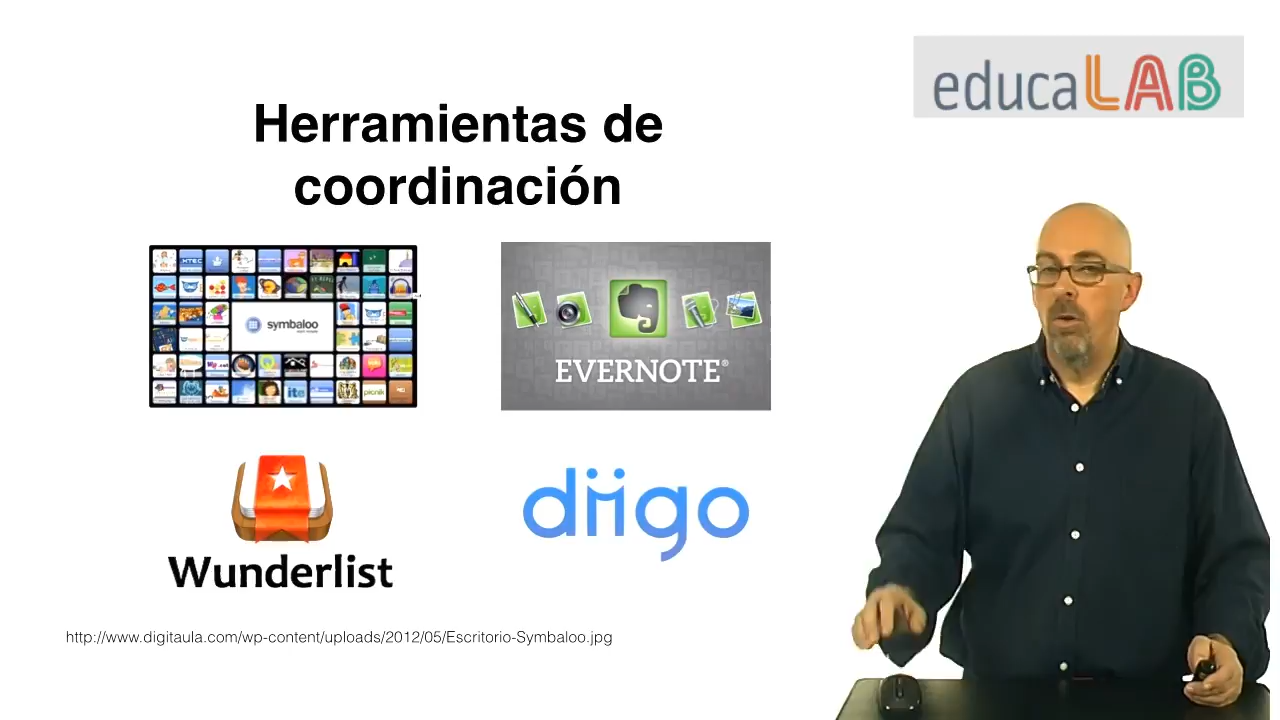 educaLAB
Herramientas de
coordinación
symbaloo
EVERNOTE®
diigo
Wunderlist
http://www.digitaula.com/wp-content/uploads/2012/05/Escritorio-Symbaloo.jpg